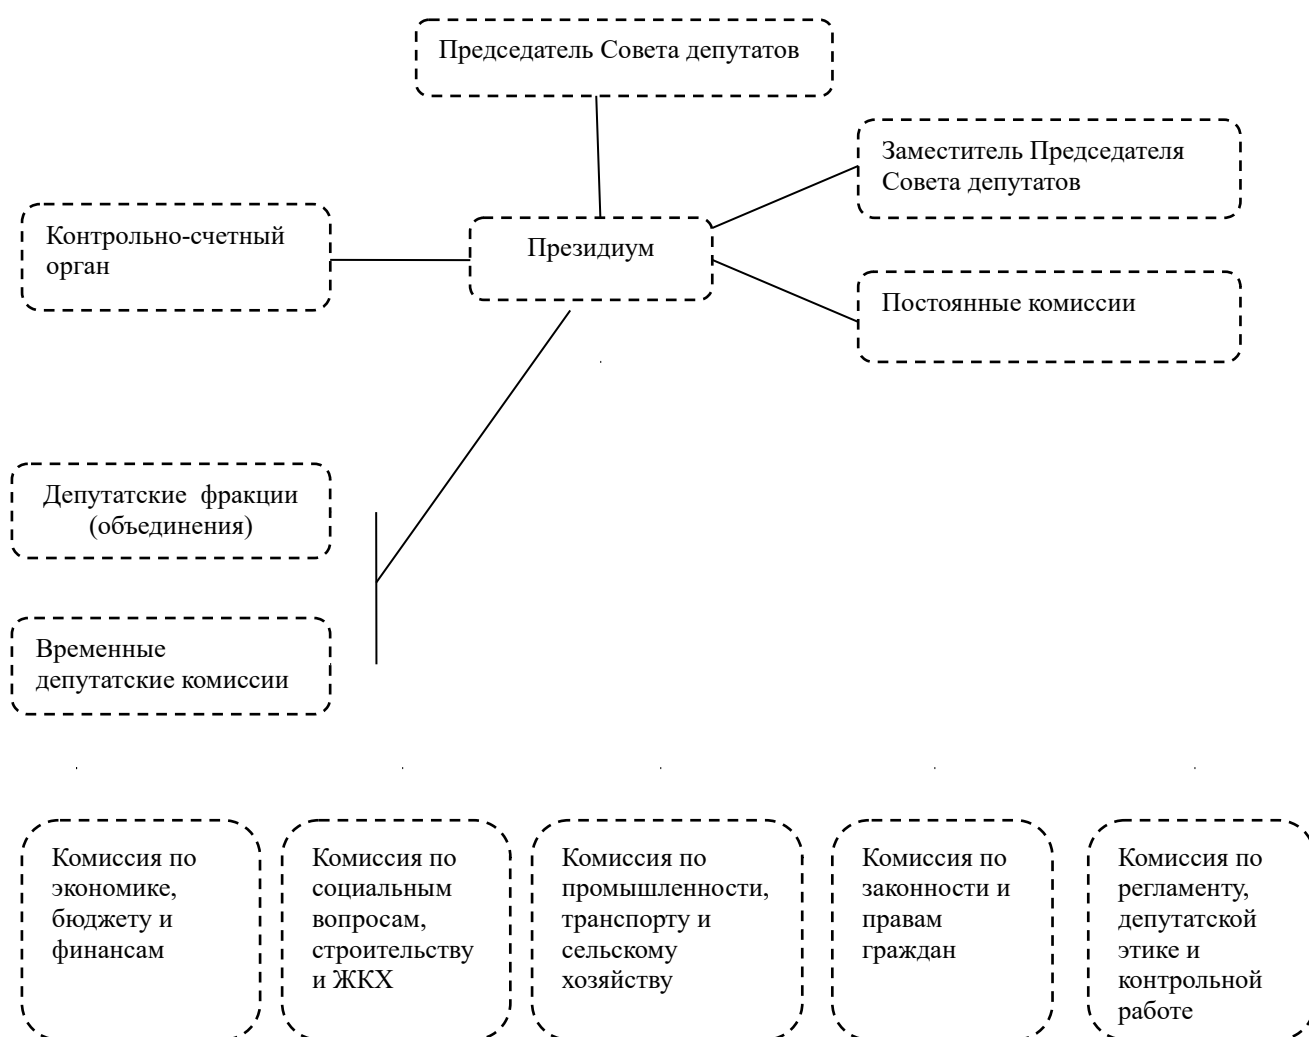 Председатель Совета депутатов
Заместитель Председателя
Совета депутатов
Контрольно-счетный
орган
Президиум
Постоянные комиссии
Депутатские фракции
(объединения)
Временные
депутатские комиссии
Комиссия по
экономике,
бюджету и
финансам
Комиссия по
социальным
вопросам,
строительству
и ЖКХ
Комиссия по
промышленности,
транспорту и
сельскому
хозяйству
Комиссия по
законности и
правам
граждан
Комиссия по
регламенту,
депутатской
этике и
контрольной
работе